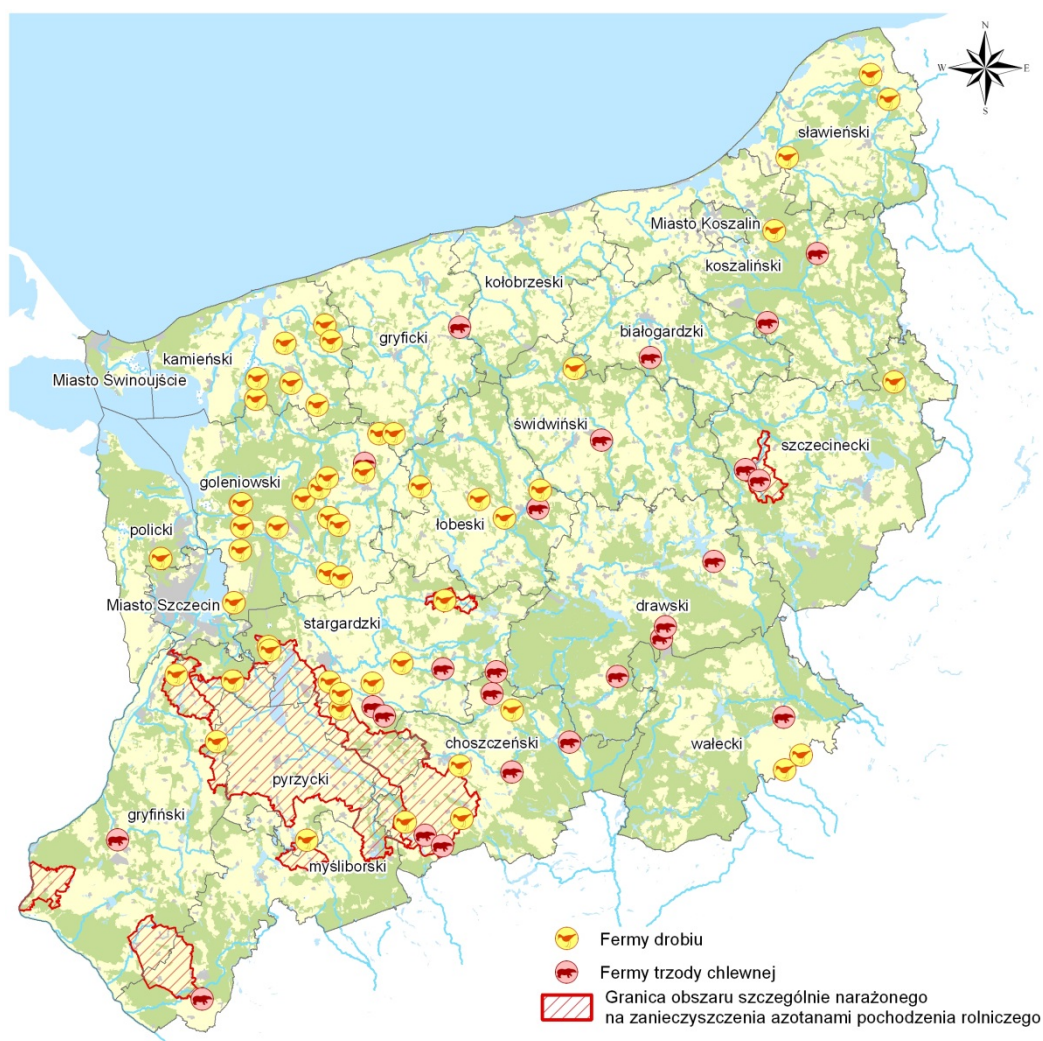 N
W
E
S
sławieński
Miasto Koszalin
koszaliński
kołobrzeski
białogardzki
gryficki
kamieński
Miasto Świnoujście
świdwiński
szczecinecki
goleniowski
łobeski
policki
Miasto Szczecin
drawski
stargardzki
choszczeński
wałecki
pyrzycki
gryfiński
myśliborski
Fermy drobiu
Fermy trzody chlewnej
Granica obszaru szczególnie narażonego
na zanieczyszczenia azotanami pochodzenia rolniczego